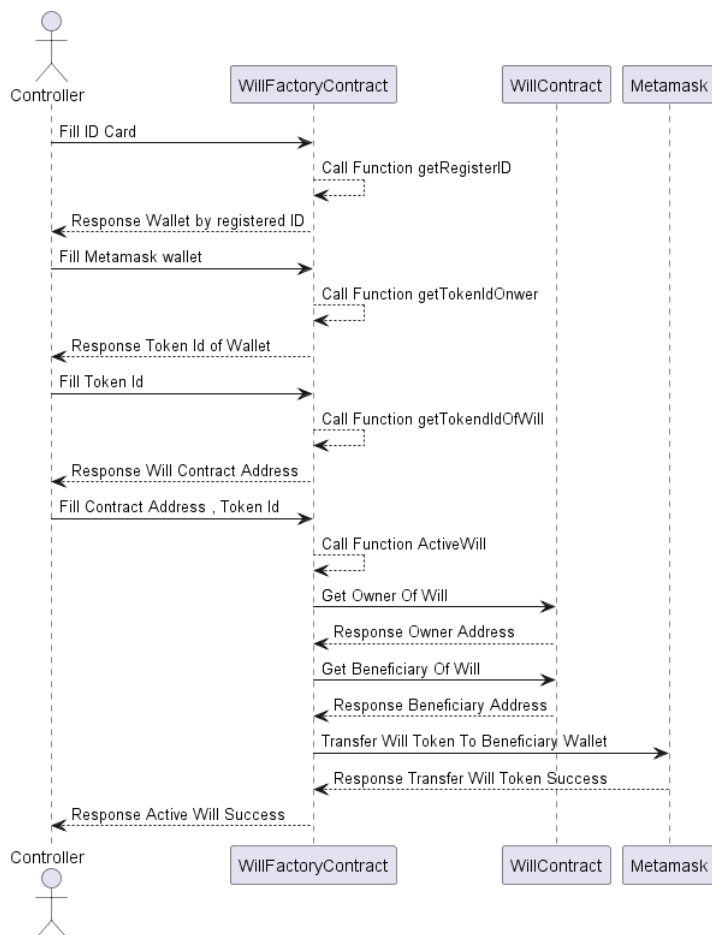 Controller
WillFactoryContract
WillContract
Metamask
Fill ID Card
Call Function getRegisterID
Response Wallet by registered ID
Fill Metamask wallet
Call Function getTokenIdOnwer
Response Token Id of Wallet
Fill Token Id
Call Function getTokendIdOfWill
Response Will Contract Address
Fill Contract Address , Token Id
Call Function ActiveWill
Get Owner Of Will
Response Owner Address
Get Beneficiary Of Will
Response Beneficiary Address
Transfer Will Token To Beneficiary Wallet
Response Transfer Will Token Success
Response Active Will Success
Controller
WillFactoryContract
WillContract
Metamask